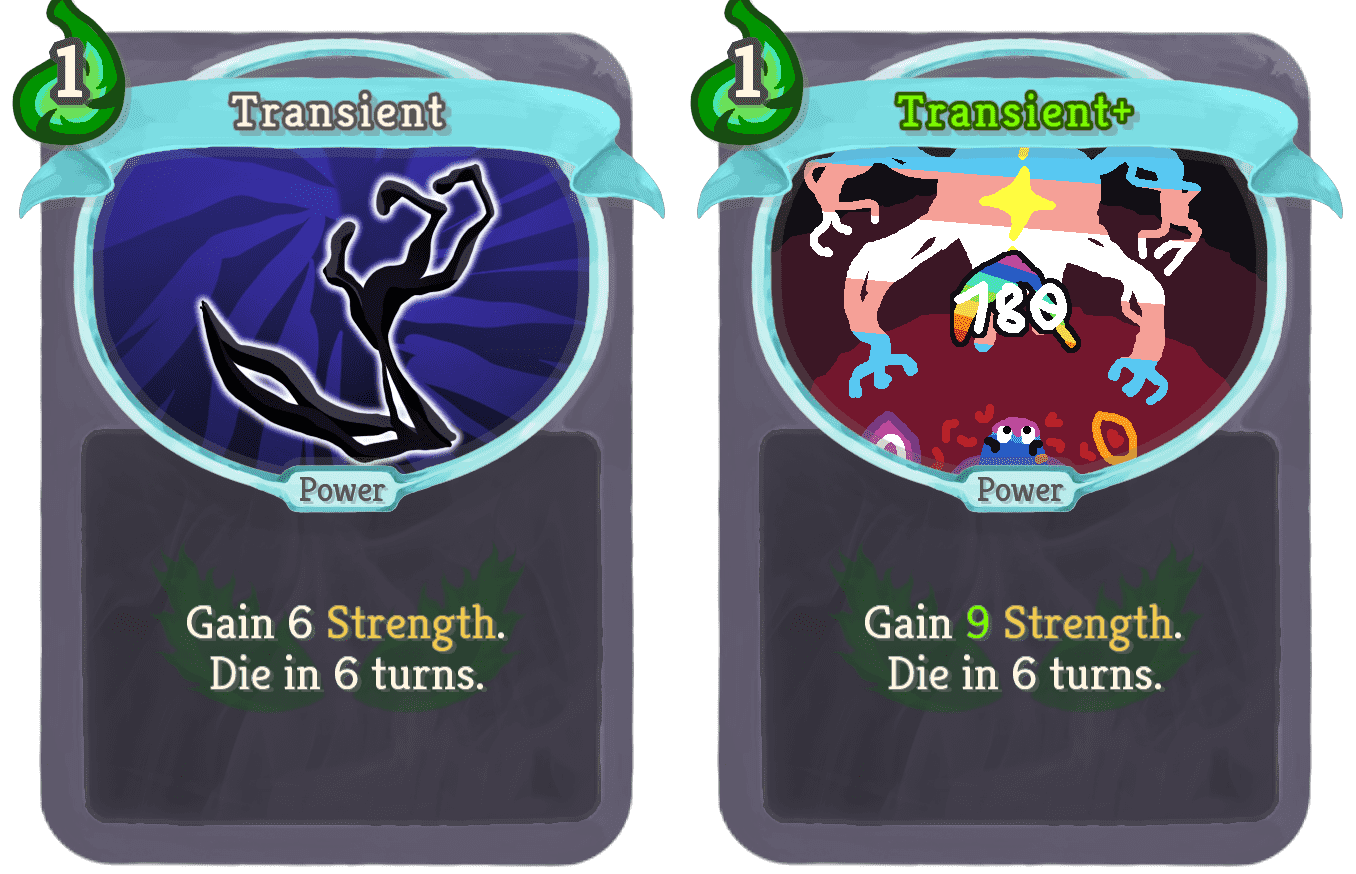 1
Transient
Power
Gain 6 Strength.
Die in 6 turns.
1
Transient+
180
Power
Gain 9 Strength.
Die in 6 turns.